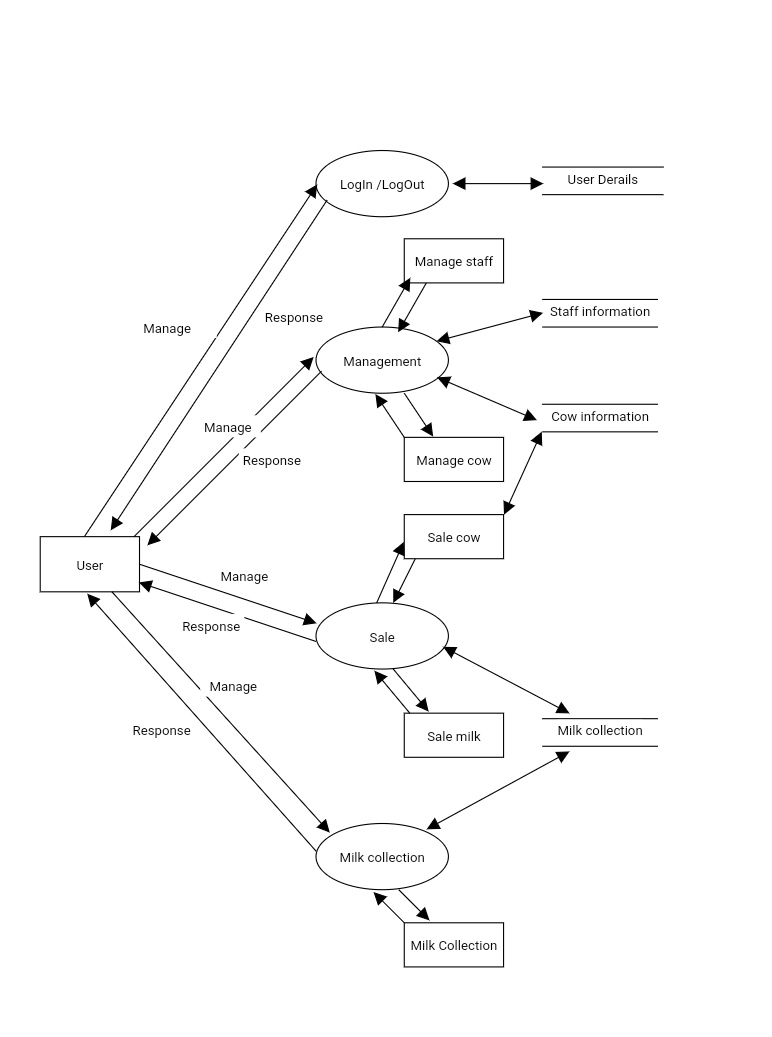 LogIn /LogOut
User Derails
Manage staff
Staff information
Response
Manage
Management
Cow information
Manage
Response
Manage cow
Sale cow
User
Manage
Response
Sale
Manage
Response
Sale milk
Milk collection
Milk collection
Milk Collection